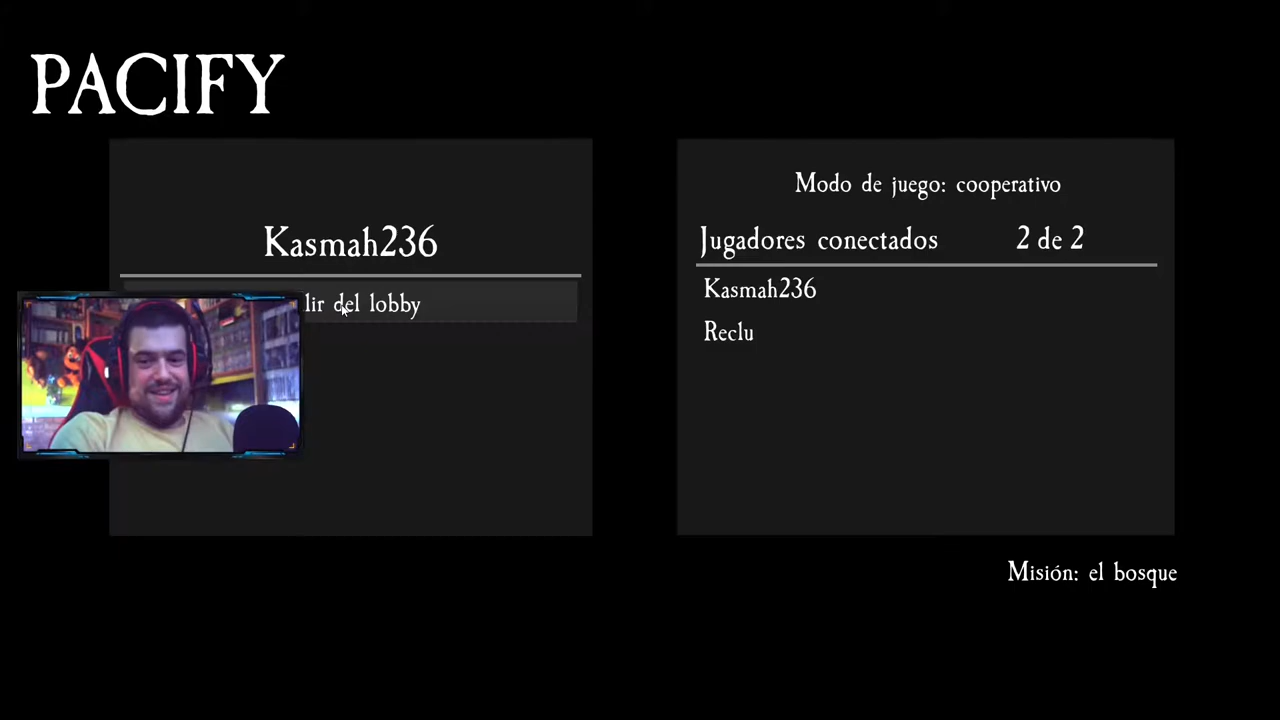 PACIFY
Kasmah236
lir del lobby
Modo de juego: cooperativo
Jugadores conectados 2 de 2
Kasmah236
Reclu
Misión: el bosque